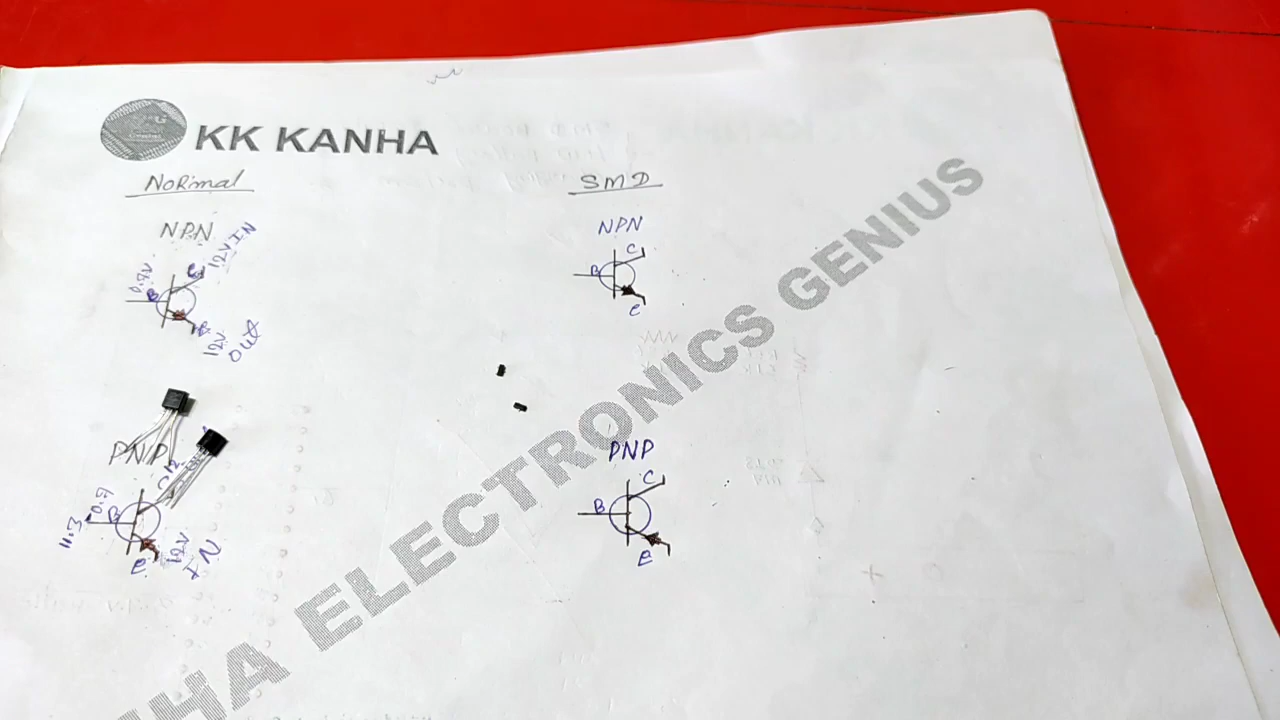 KK KANHA
Normal
SMD
NPN
NPN
0.7V
B
C
12V IN
12V
OUT
B
C
e
PNP
PNP
11.3
-0.7
B
e
12V
IN
B
C
e
KANHA ELECTRONICS GENIUS